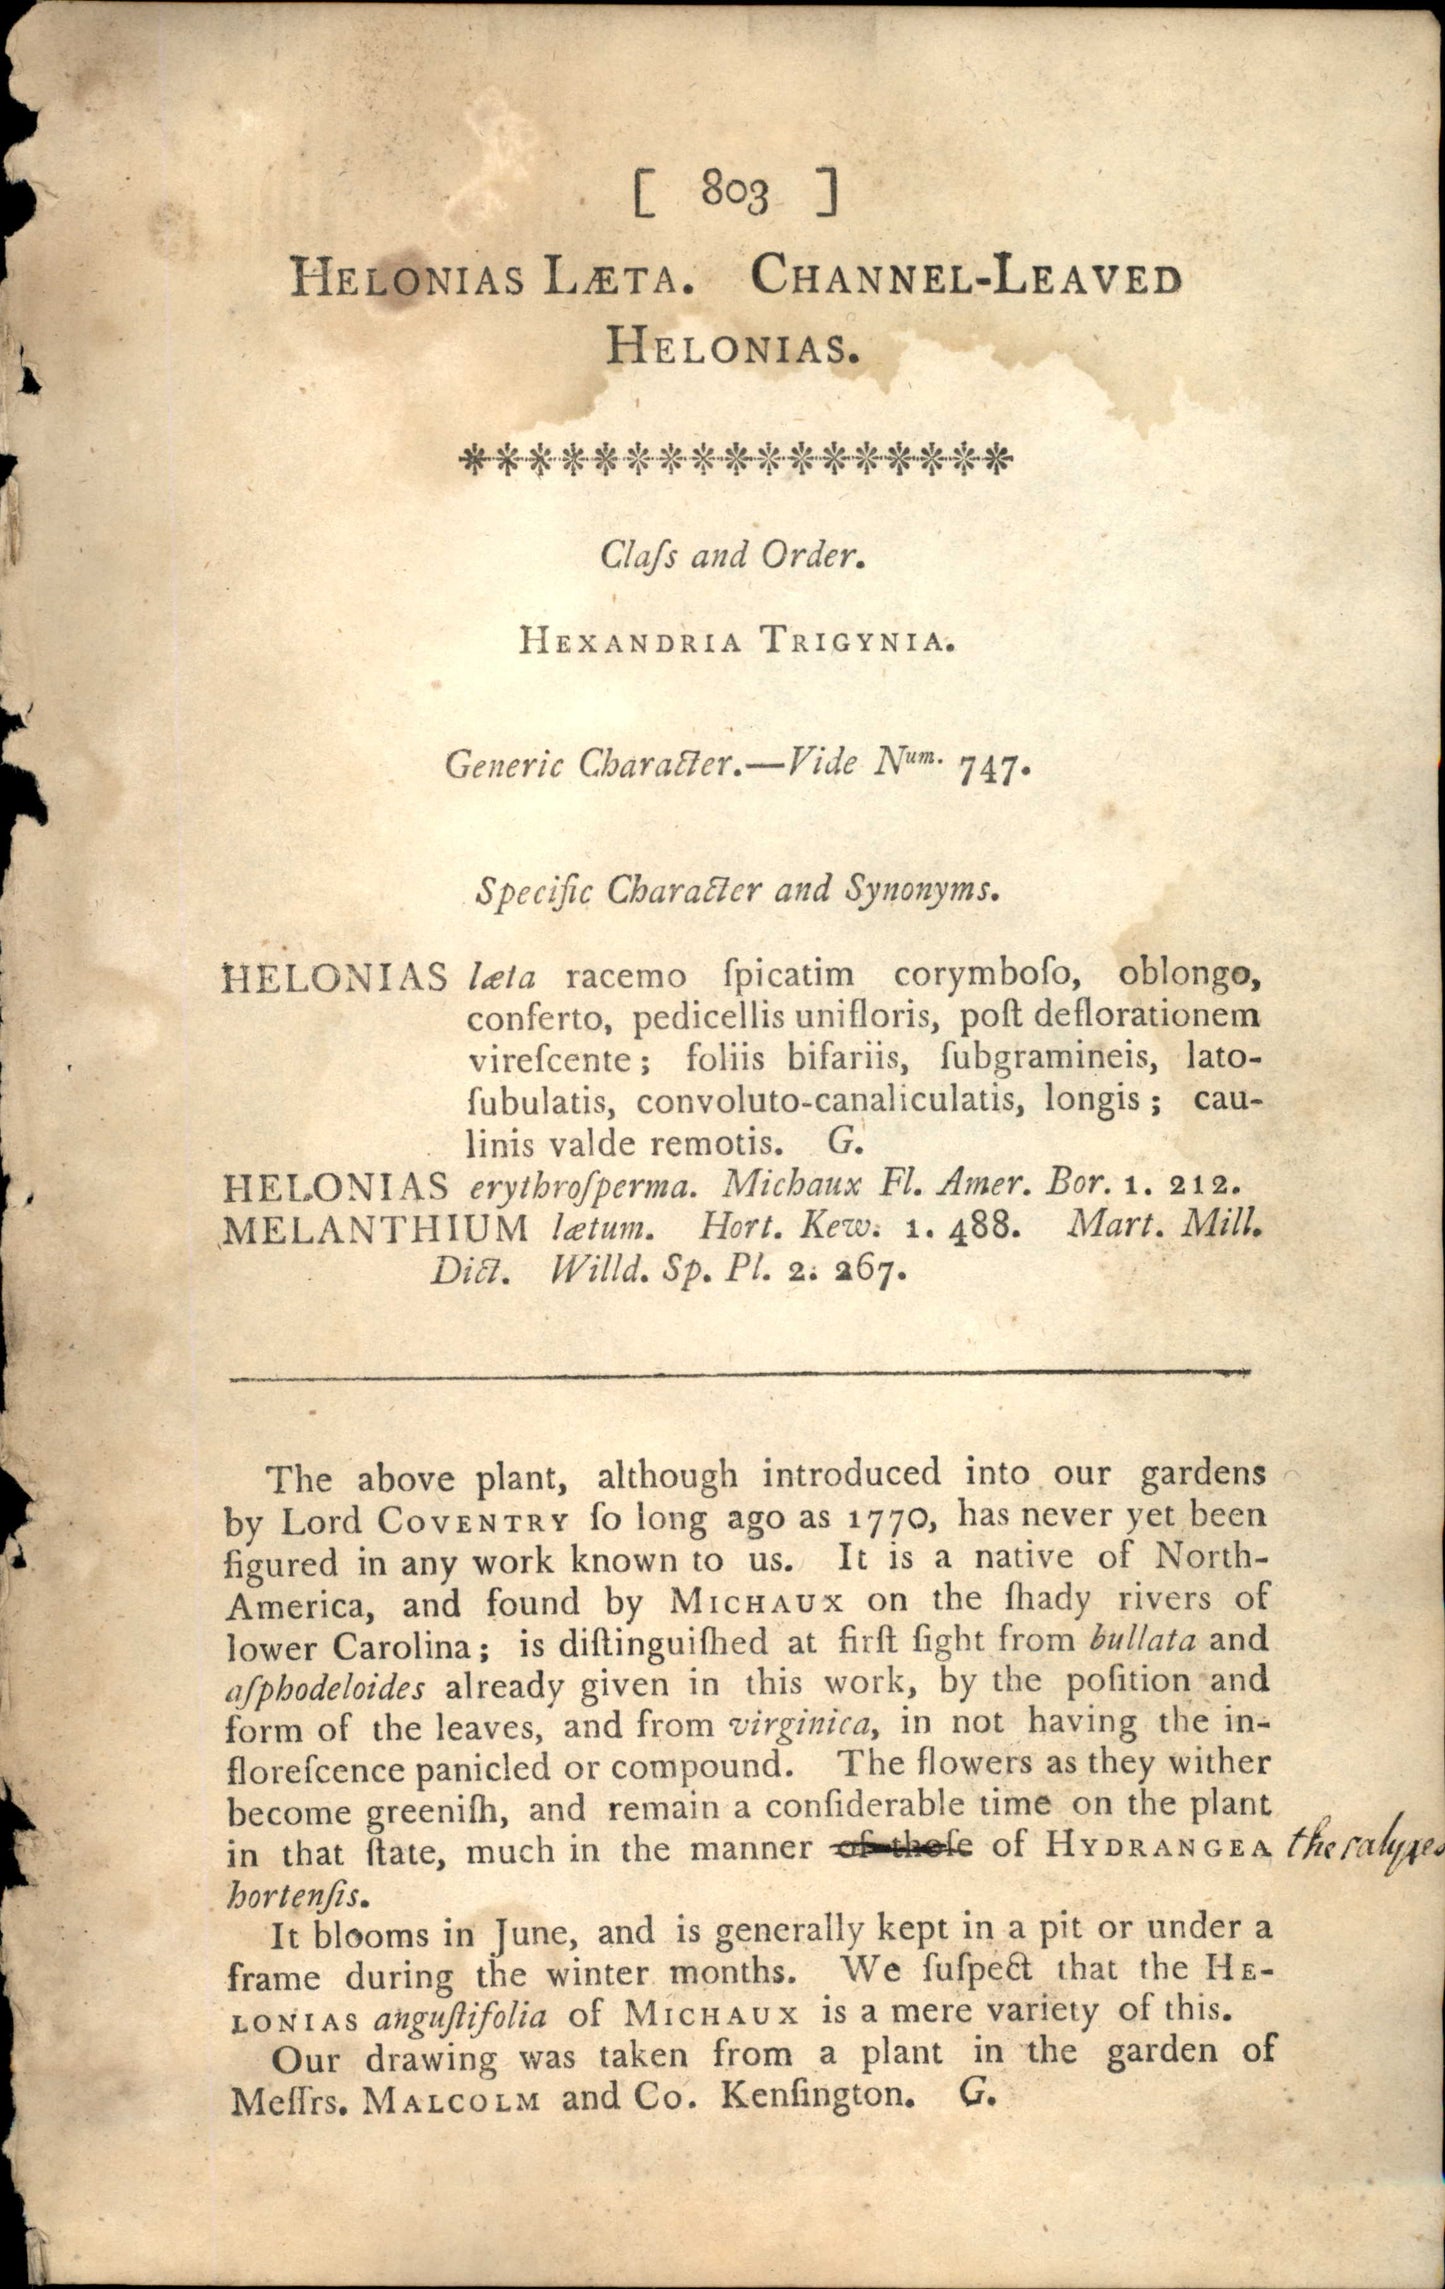 [ 803 ]
HELONIAS LÆTA. CHANNEL-LEAVED
HELONIAS.
Claſs and Order.
HEXANDRIA TRIGYNIA.
Generic Character.—Vide Num. 747.
Specific Character and Synonyms.
HELONIAS læta racemo ſpicatim corymboſo, oblongo,
conferto, pedicellis unifloris, poſt deflorationem
vireſcente; foliis bifariis, ſubgramineis, lato-
ſubulatis, convoluto-canaliculatis, longis; cau-
linis valde remotis. G.
HELONIAS erythroſperma. Michaux Fl. Amer. Bor. 1. 212.
MELANTHIUM lætum. Hort. Kew. 1. 488. Mart. Mill.
Dict. Willd. Sp. Pl. 2. 267.
The above plant, although introduced into our gardens
by Lord COVENTRY ſo long ago as 1770, has never yet been
figured in any work known to us. It is a native of North-
America, and found by MICHAUX on the ſhady rivers of
lower Carolina; is diſtinguiſhed at firſt ſight from bullata and
aſphodeloides already given in this work, by the poſition and
form of the leaves, and from virginica, in not having the in-
floreſcence panicled or compound. The flowers as they wither
become greeniſh, and remain a conſiderable time on the plant
in that ſtate, much in the manner of thoſe of HYDRANGEA the calyxes
hortenſis.
It blooms in June, and is generally kept in a pit or under a
frame during the winter months. We ſuſpect that the HE-
LONIAS anguſtifolia of MICHAUX is a mere variety of this.
Our drawing was taken from a plant in the garden of
Meſſrs. MALCOLM and Co. Kenſington. G.